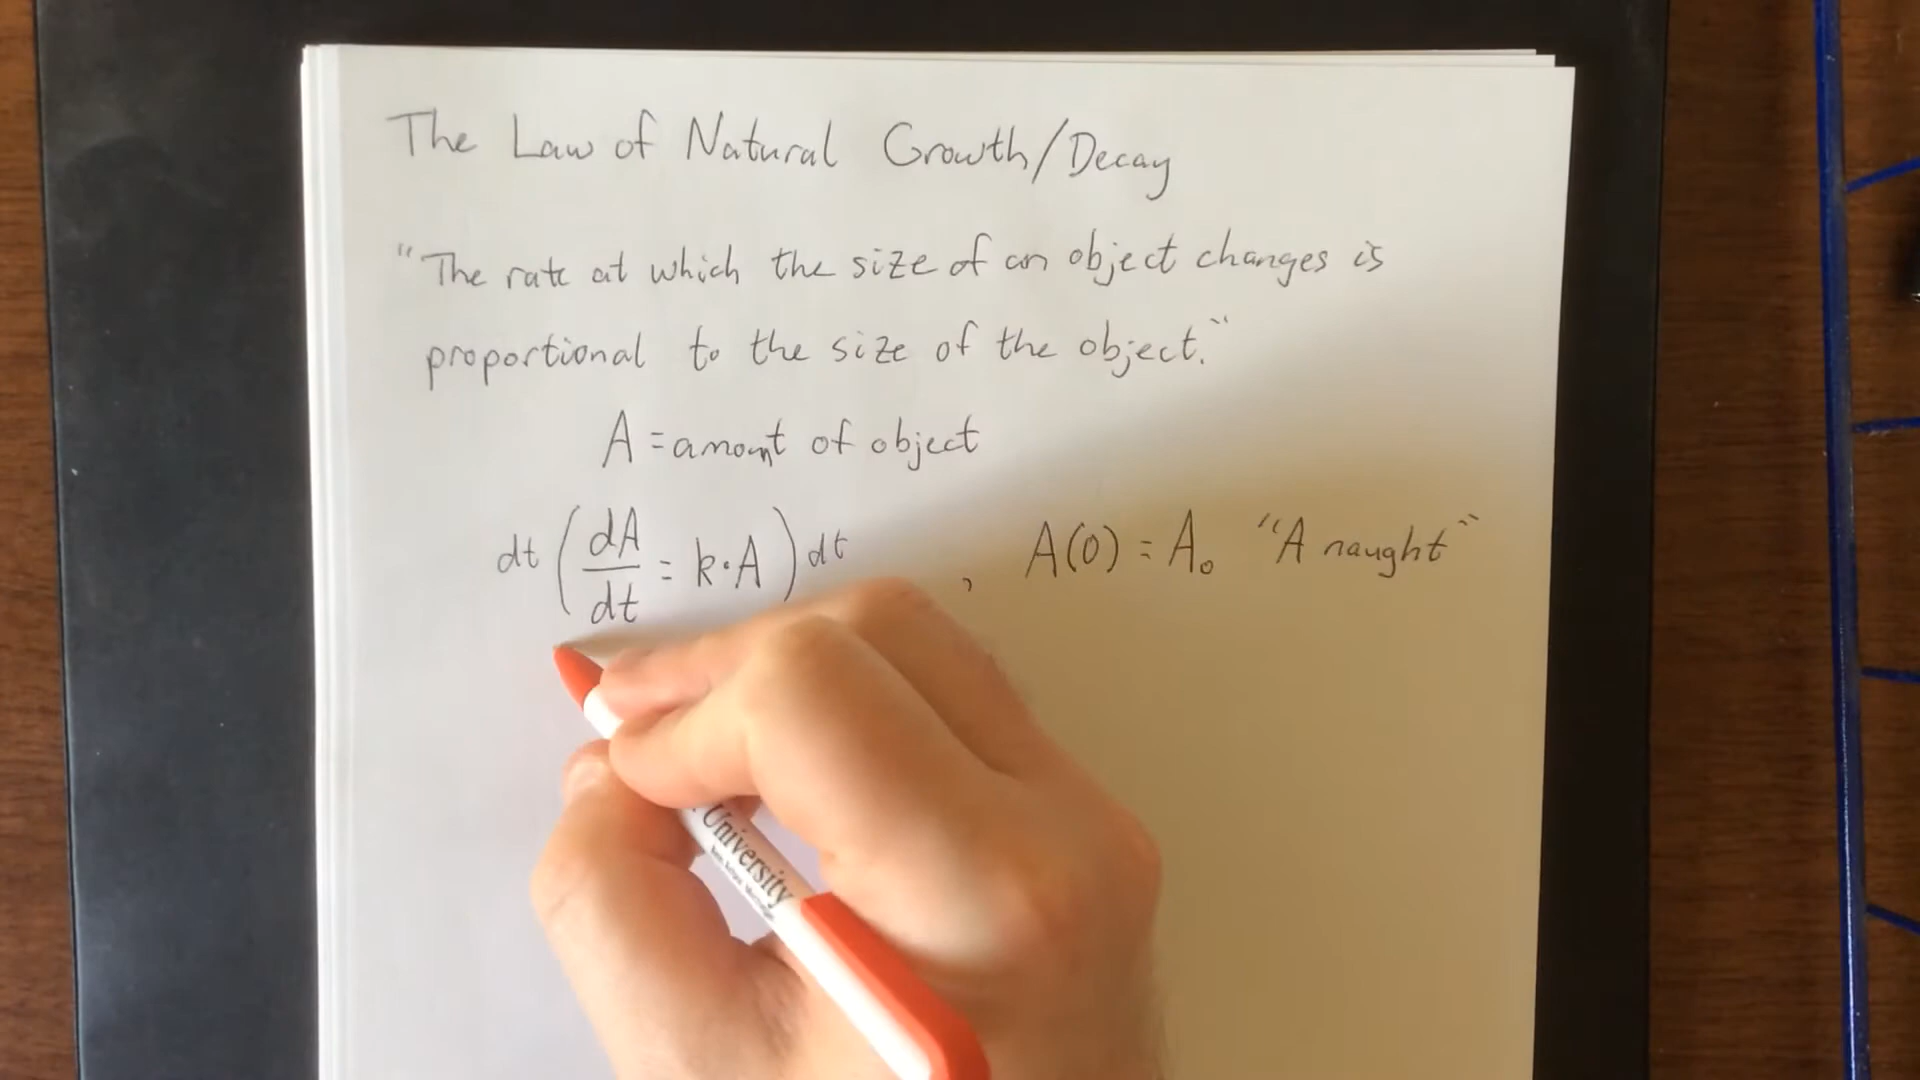 The Law of Natural Growth/Decay
"The rate at which the size of an object changes is
proportional to the size of the object."
A = amount of object
dt ( dA/dt = k·A ) dt , A(0) = A₀ "A naught"
University